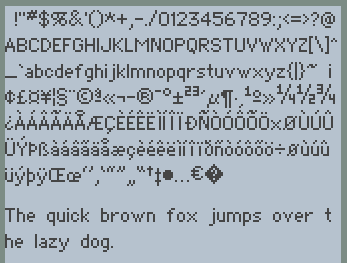 !"#$%&'()*+,-./0123456789:;<=>?@
ABCDEFGHIJKLMNOPQRSTUVWXYZ[\]^
_`abcdefghijklmnopqrstuvwxyz{|}~ ¡
¢£¤¥¦§¨©ª«¬-®¯°±²³´µ¶·¸¹º»¼½¾
¿ÀÁÂÃÄÅÆÇÈÉÊËÌÍÎÏÐÑÒÓÔÕÖ×ØÙÚÛ
ÜÝÞßàáâãäåæçèéêëìíîïðñòóôõö÷øùúû
üýþÿŒœ‘’‚“”„†‡•…€�
The quick brown fox jumps over t
he lazy dog.